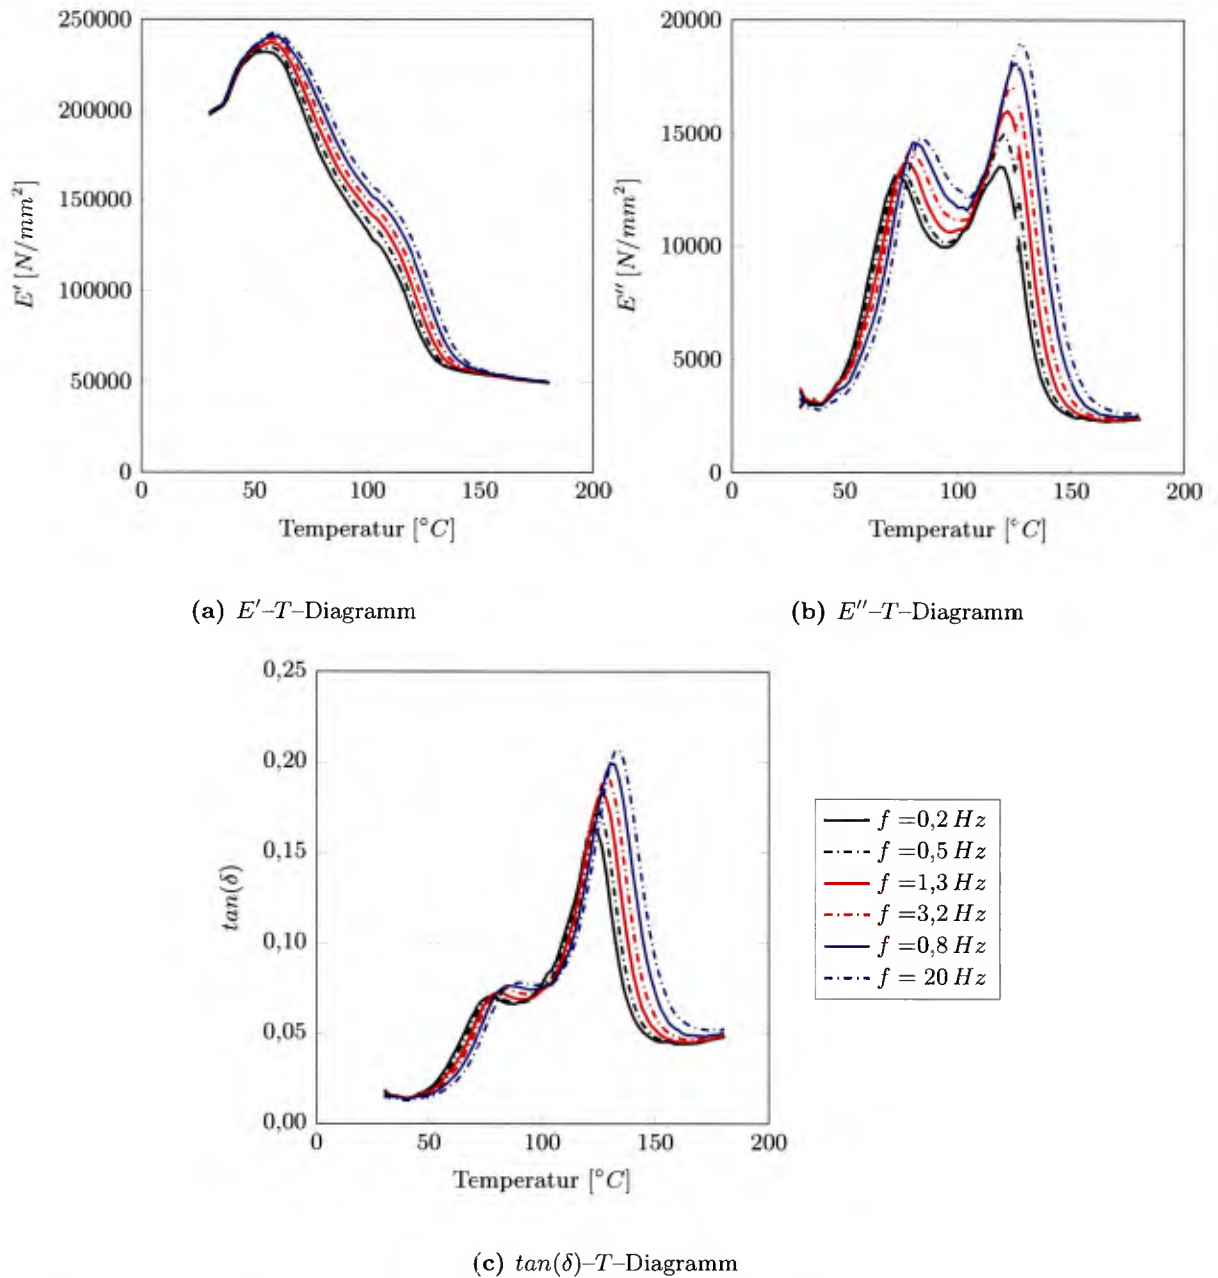 250000
200000
150000
100000
50000
0
E′ [N/mm²]
0 50 100 150 200
Temperatur [°C]
(a) E′–T–Diagramm
20000
15000
10000
5000
0
E′′ [N/mm²]
0 50 100 150 200
Temperatur [°C]
(b) E′′–T–Diagramm
0,25
0,20
0,15
0,10
0,05
0,00
tan(δ)
0 50 100 150 200
Temperatur [°C]
f =0,2 Hz
f =0,5 Hz
f =1,3 Hz
f =3,2 Hz
f =0,8 Hz
f = 20 Hz
(c) tan(δ)–T–Diagramm